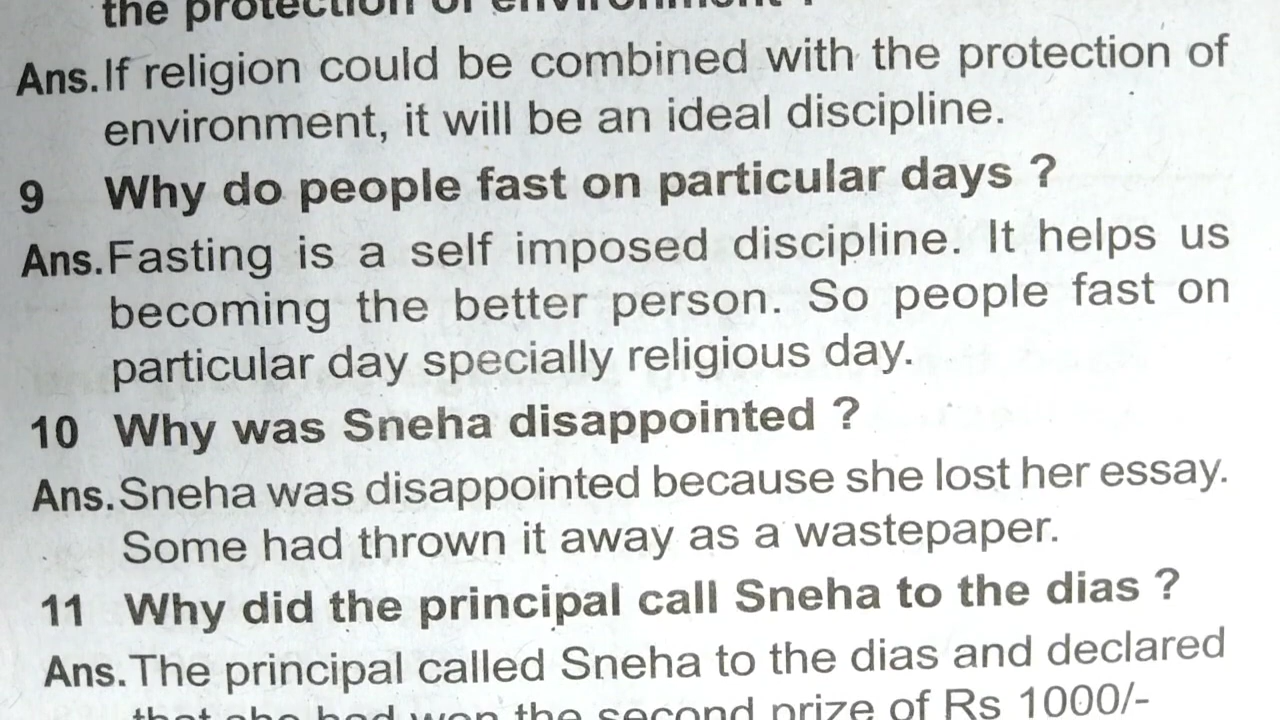 the protection of environment ?
Ans. If religion could be combined with the protection of
environment, it will be an ideal discipline.
9 Why do people fast on particular days ?
Ans. Fasting is a self imposed discipline. It helps us
becoming the better person. So people fast on
particular day specially religious day.
10 Why was Sneha disappointed ?
Ans. Sneha was disappointed because she lost her essay.
Some had thrown it away as a wastepaper.
11 Why did the principal call Sneha to the dias ?
Ans. The principal called Sneha to the dias and declared
that she had won the second prize of Rs 1000/-